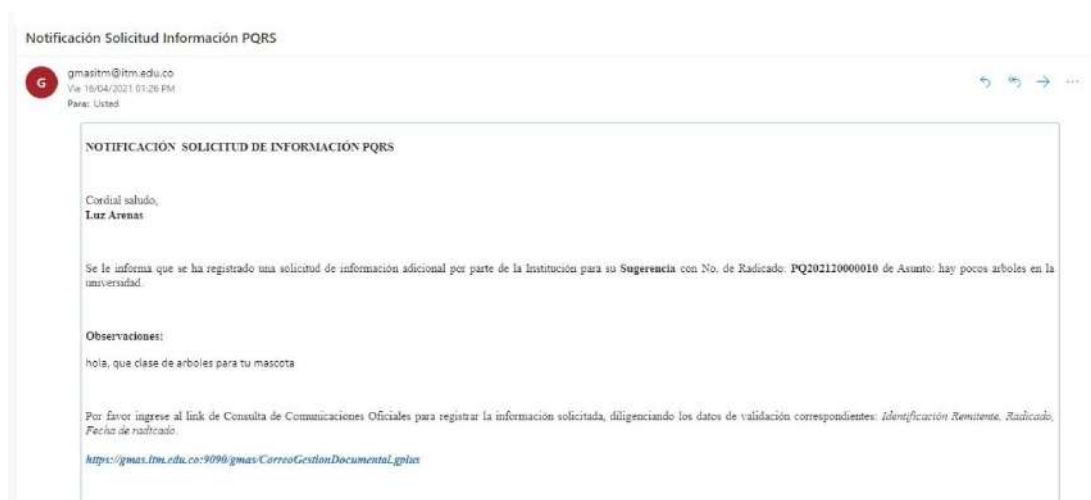 Notificación Solicitud Información PQRS
G
gmasitm@itm.edu.co
Vie 16/04/2021 01:26 PM
Para: Usted
NOTIFICACIÓN SOLICITUD DE INFORMACIÓN PQRS
Cordial saludo,
Luz Arenas
Se le informa que se ha registrado una solicitud de información adicional por parte de la Institución para su Sugerencia con No. de Radicado: PQ202120000010 de Asunto: hay pocos arboles en la
universidad.
Observaciones:
hola, que clase de arboles para tu mascota
Por favor ingrese al link de Consulta de Comunicaciones Oficiales para registrar la información solicitada, diligenciando los datos de validación correspondientes: Identificación Remitente, Radicado,
Fecha de radicado.
https://gmas.itm.edu.co:9090/gmas/CorreoGestionDocumental.gplus